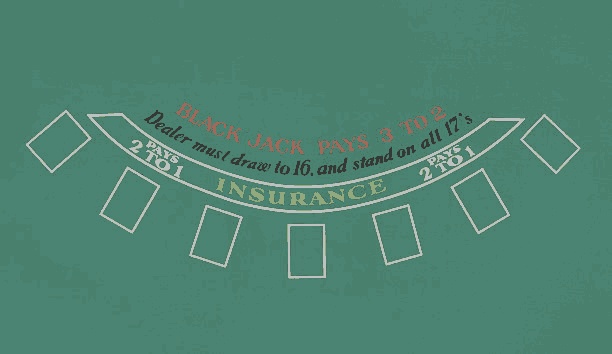 BLACK JACK PAYS 3 TO 2
Dealer must draw to 16, and stand on all 17's
PAYS
2 TO 1
INSURANCE
PAYS
2 TO 1